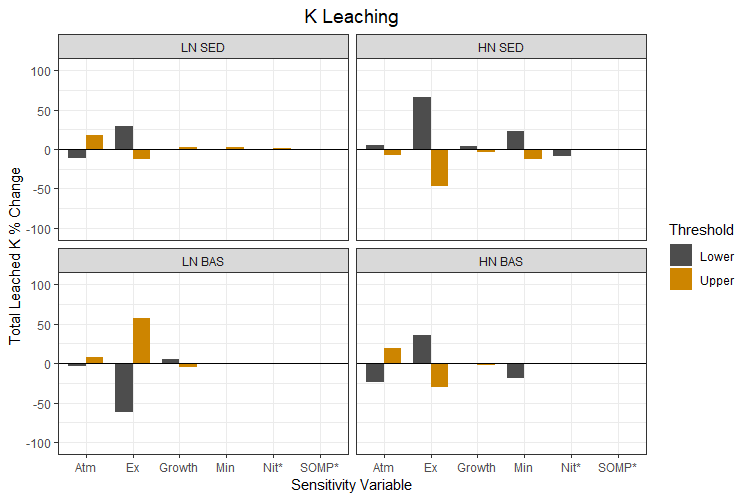 K Leaching
LN SED
HN SED
100
50
0
-50
-100
LN BAS
HN BAS
100
50
0
-50
-100
Total Leached K % Change
Atm Ex Growth Min Nit* SOMP*
Atm Ex Growth Min Nit* SOMP*
Sensitivity Variable
Threshold
Lower
Upper